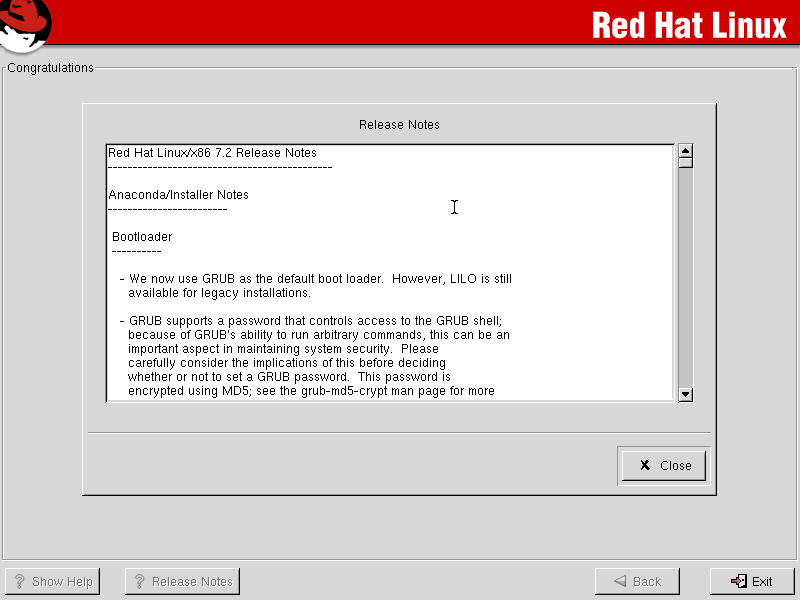 Red Hat Linux
Congratulations
Release Notes
Red Hat Linux/x86 7.2 Release Notes
---------------------------------------------
Anaconda/Installer Notes
------------------------
Bootloader
----------
- We now use GRUB as the default boot loader.  However, LILO is still
available for legacy installations.
- GRUB supports a password that controls access to the GRUB shell;
because of GRUB's ability to run arbitrary commands, this can be an
important aspect in maintaining system security.  Please
carefully consider the implications of this before deciding
whether or not to set a GRUB password.  This password is
encrypted using MD5; see the grub-md5-crypt man page for more
Close
Show Help
Release Notes
Back
Exit